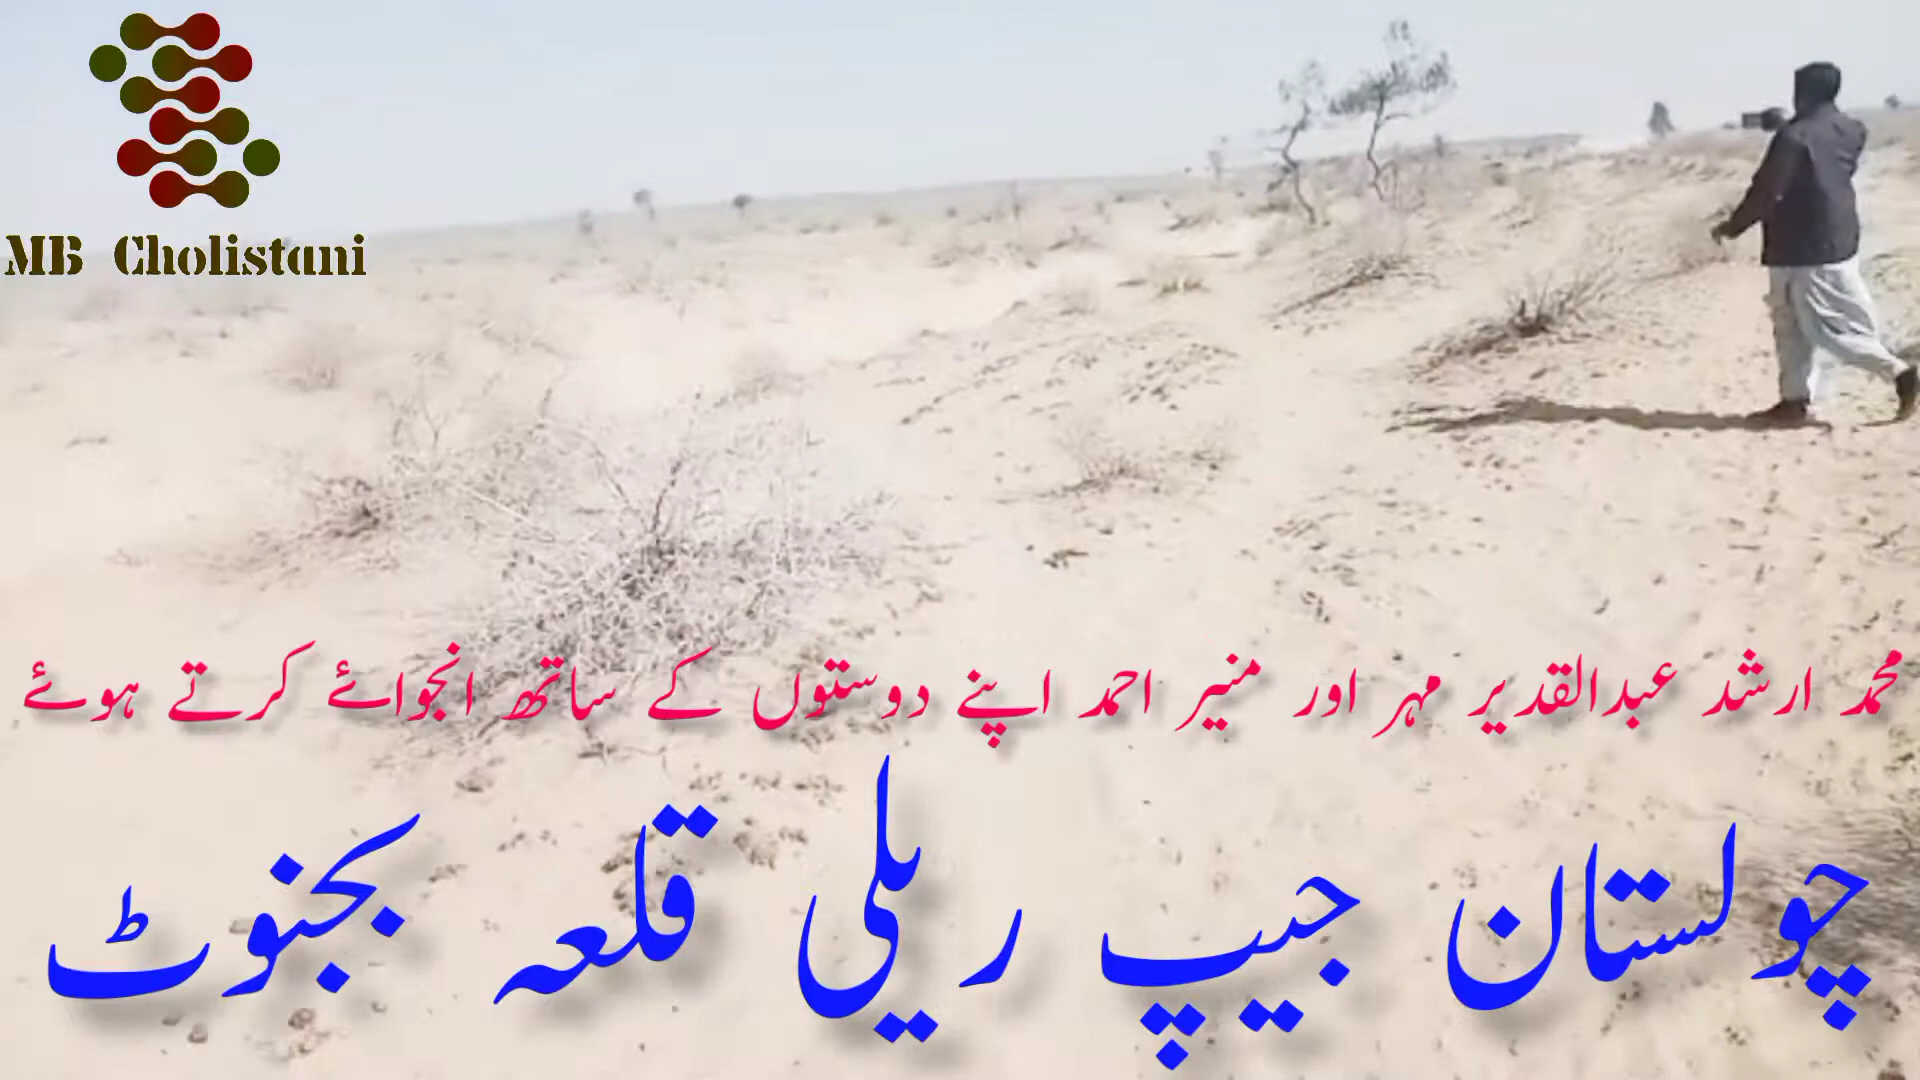 MB Cholistani
محمد ارشد عبدالقدیر مہر اور منیر احمد اپنے دوستوں کے ساتھ انجوائے کرتے ہوئے
چولستان جیپ ریلی قلعہ بجنوٹ